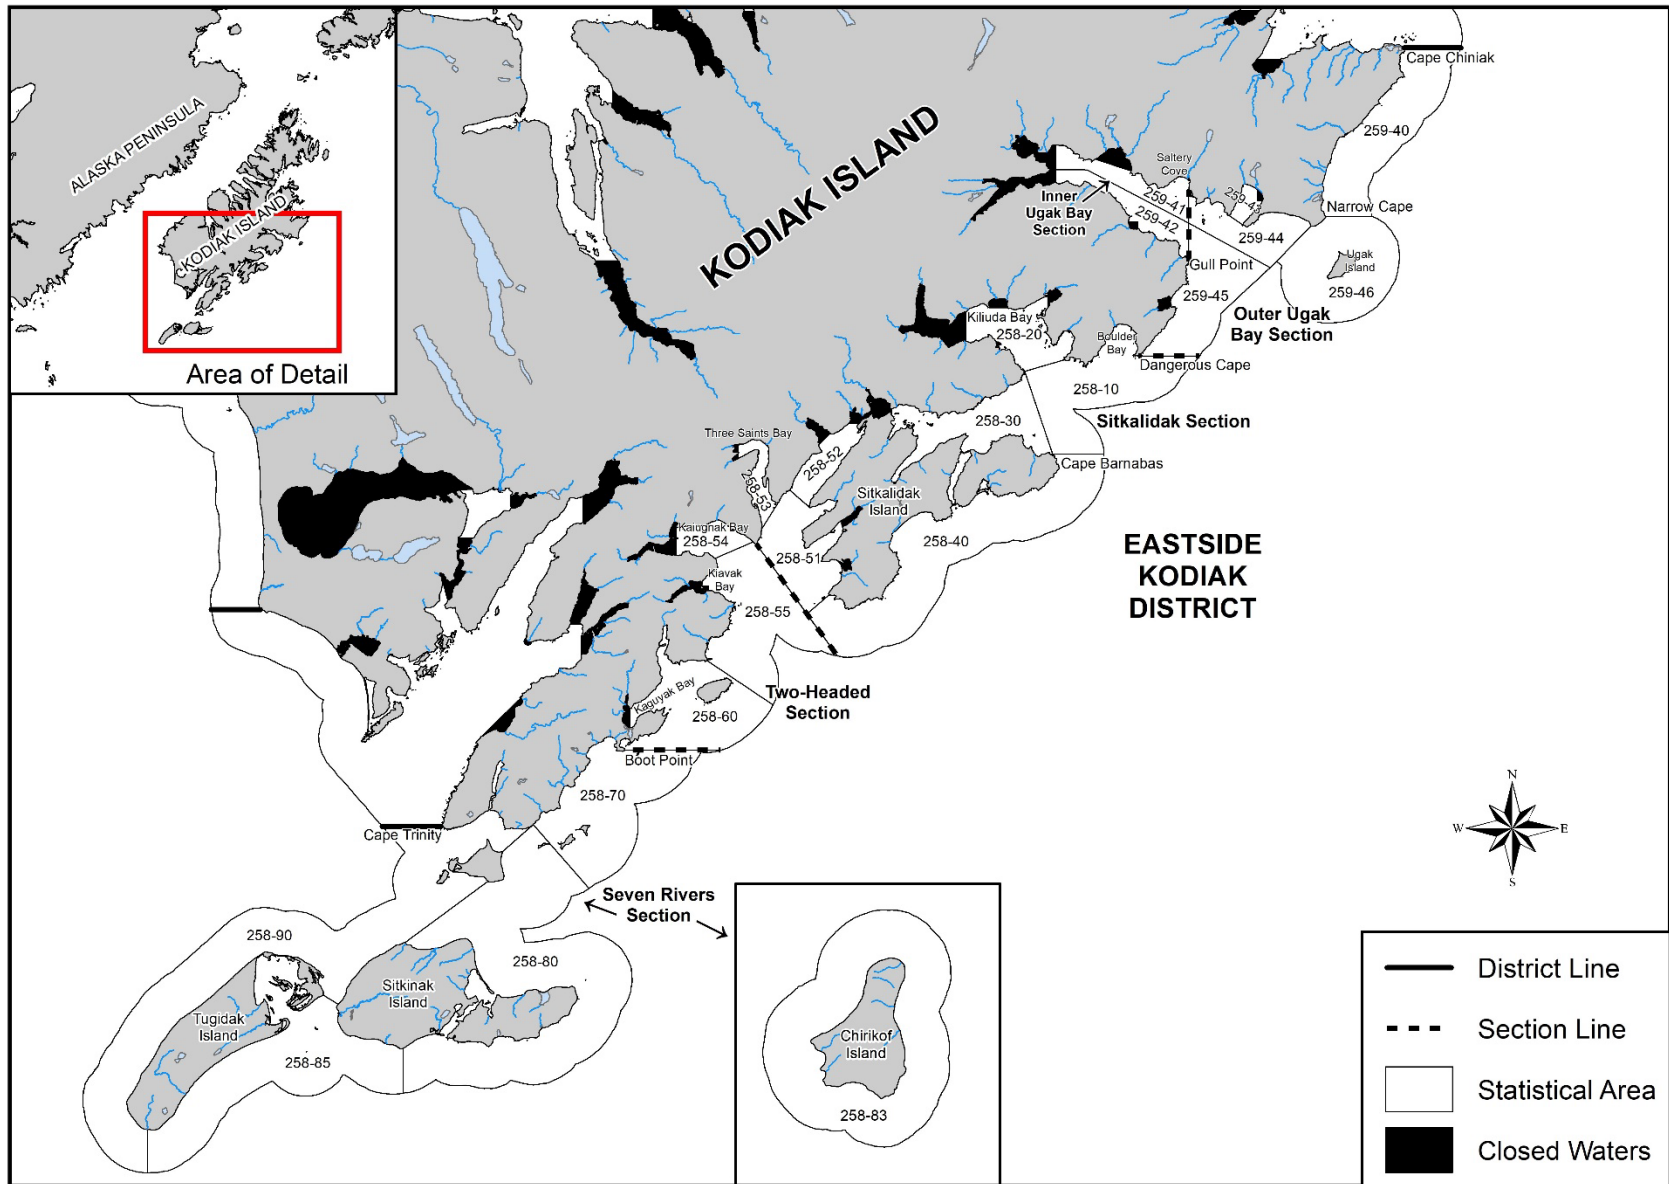 ALASKA PENINSULA
KODIAK ISLAND
Area of Detail
KODIAK ISLAND
Cape Chiniak
259-40
Saltery
Cove
Inner
Ugak Bay
Section
259-41
259-42
259-43
259-44
Narrow Cape
Ugak
Island
259-46
Gull Point
259-45
Outer Ugak
Bay Section
Kiliuda Bay
258-20
Boulder
Bay
Dangerous Cape
258-10
Sitkalidak Section
258-30
Cape Barnabas
Three Saints Bay
258-52
258-53
Sitkalidak
Island
258-40
Kaiugnak Bay
258-54
258-51
Kiavak
Bay
258-55
EASTSIDE
KODIAK
DISTRICT
Two-Headed
Section
Kaguyak Bay
258-60
Boot Point
258-70
Cape Trinity
Seven Rivers
Section
258-90
258-80
Sitkinak
Island
Tugidak
Island
258-85
Chirikof
Island
258-83
N
W
E
S
District Line
Section Line
Statistical Area
Closed Waters